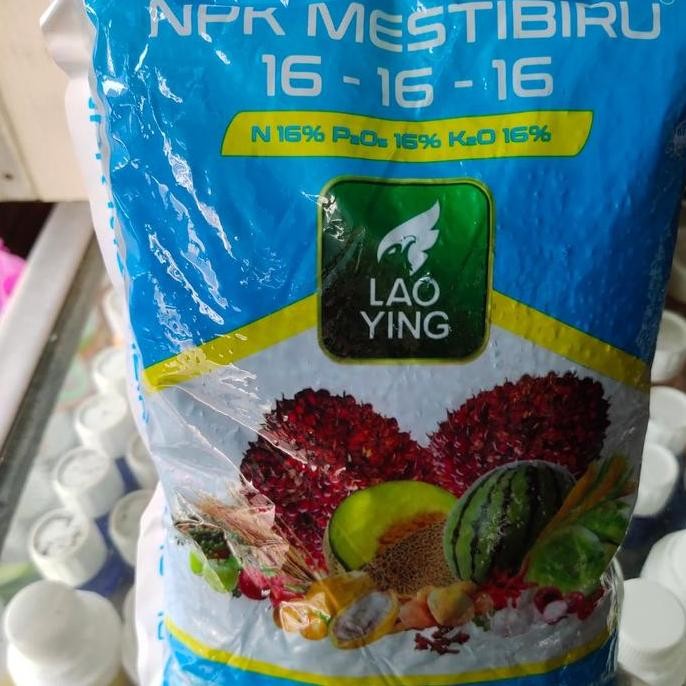 NPK MESTIBIRU
16 - 16 - 16
N 16% P₂O₅ 16% K₂O 16%
LAO
YING